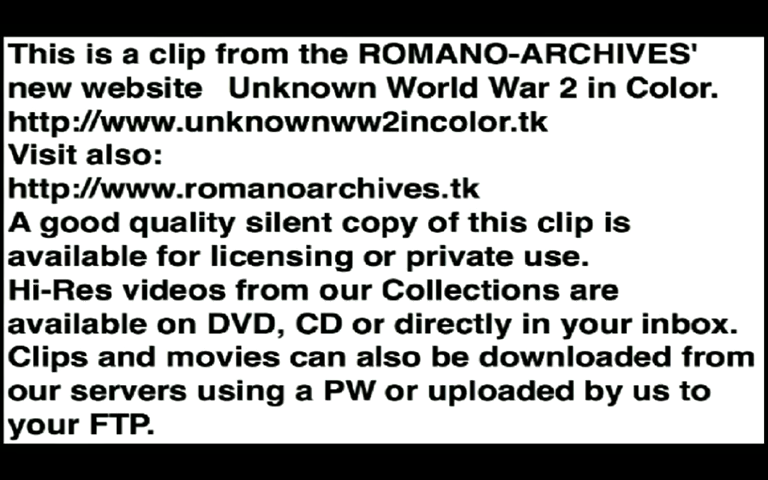 This is a clip from the ROMANO-ARCHIVES'
new website   Unknown World War 2 in Color.
http://www.unknownww2incolor.tk
Visit also:
http://www.romanoarchives.tk
A good quality silent copy of this clip is
available for licensing or private use.
Hi-Res videos from our Collections are
available on DVD, CD or directly in your inbox.
Clips and movies can also be downloaded from
our servers using a PW or uploaded by us to
your FTP.